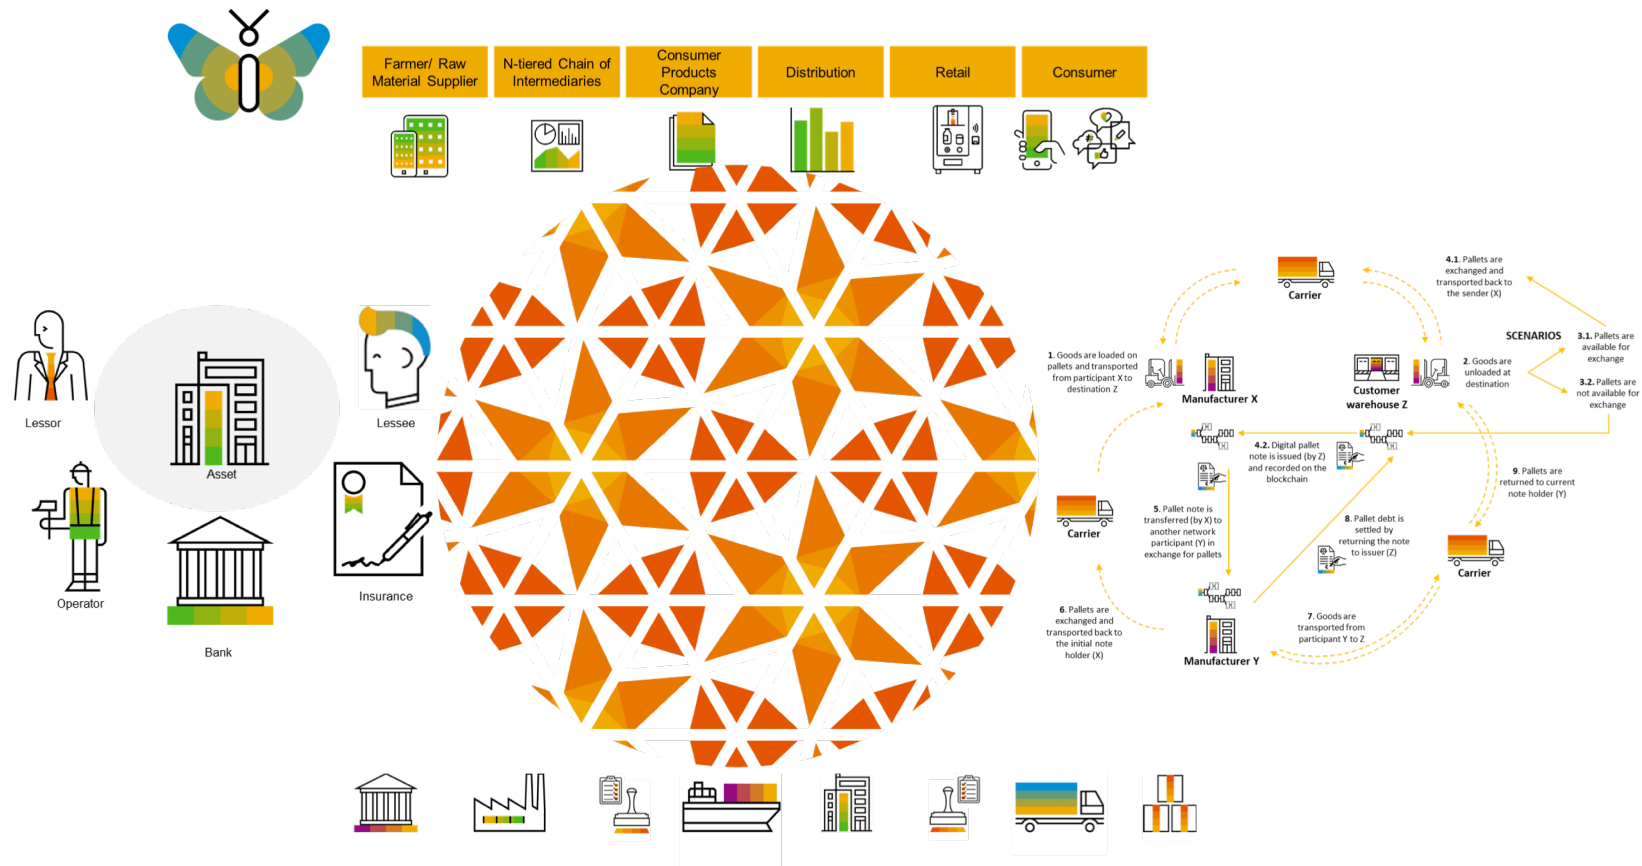 Farmer/ Raw
Material Supplier
N-tiered Chain of
Intermediaries
Consumer
Products
Company
Distribution
Retail
Consumer
Lessor
Asset
Lessee
Operator
Bank
Insurance
Carrier
4.1. Pallets are
exchanged and
transported back to
the sender (X)
SCENARIOS
3.1. Pallets are
available for
exchange
1. Goods are loaded on
pallets and transported
from participant X to
destination Z
Manufacturer X
Customer
warehouse Z
2. Goods are
unloaded at
destination
3.2. Pallets are
not available for
exchange
4.2. Digital pallet
note is issued (by Z)
and recorded on the
blockchain
9. Pallets are
returned to current
note holder (Y)
Carrier
5. Pallet note is
transferred (by X) to
another network
participant (Y) in
exchange for pallets
8. Pallet debt is
settled by
returning the note
to issuer (Z)
Carrier
6. Pallets are
exchanged and
transported back to
the initial note
holder (X)
7. Goods are
transported from
participant Y to Z
Manufacturer Y